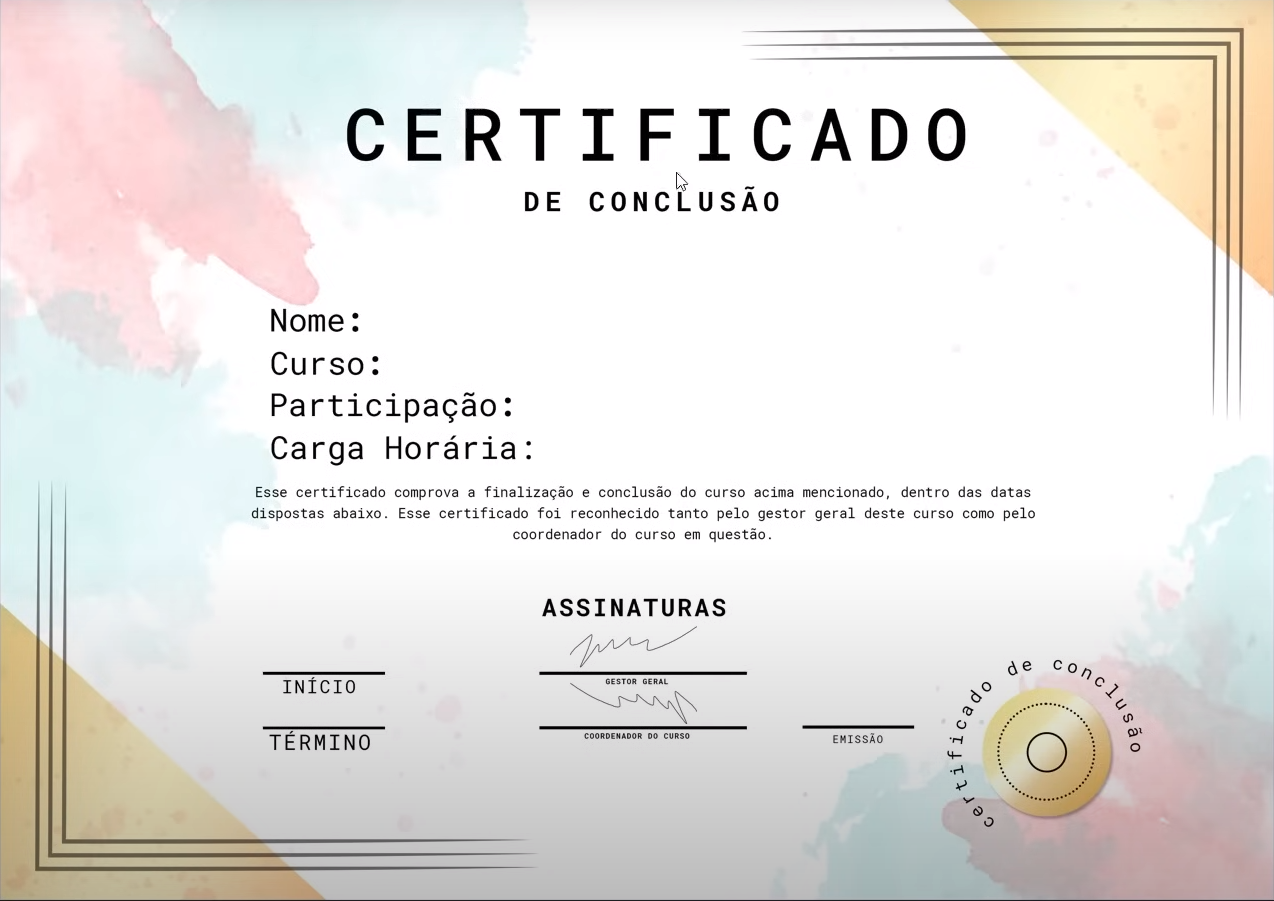 CERTIFICADO
DE CONCLUSÃO
Nome:
Curso:
Participação:
Carga Horária:
Esse certificado comprova a finalização e conclusão do curso acima mencionado, dentro das datas
dispostas abaixo. Esse certificado foi reconhecido tanto pelo gestor geral deste curso como pelo
coordenador do curso em questão.
ASSINATURAS
INÍCIO
GESTOR GERAL
TÉRMINO
COORDENADOR DO CURSO
EMISSÃO
certificado de conclusão